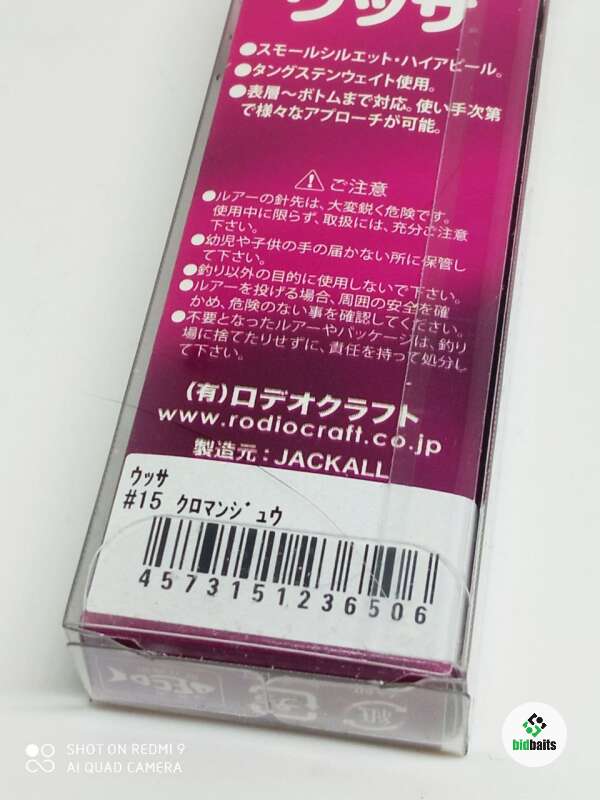 ウッサ
●スモールシルエット・ハイアピール。
●タングステンウェイト使用。
●表層～ボトムまで対応。使い手次第
で様々なアプローチが可能。
ご注意
●ルアーの針先は、大変鋭く危険です。
使用中に限らず、取扱には、充分ご注意
下さい。
●幼児や子供の手の届かない所に保管し
て下さい。
●釣り以外の目的に使用しないで下さい。
●ルアーを投げる場合、周囲の安全を確
かめ、危険のない事を確認してください。
●不要となったルアーやパッケージは、釣り
場に捨てたりせずに、責任を持って処分し
て下さい。
(有)ロデオクラフト
www.rodiocraft.co.jp
製造元：JACKALL
ウッサ
#15 クロマンジュウ
4573151236506
bidbaits
SHOT ON REDMI 9
AI QUAD CAMERA